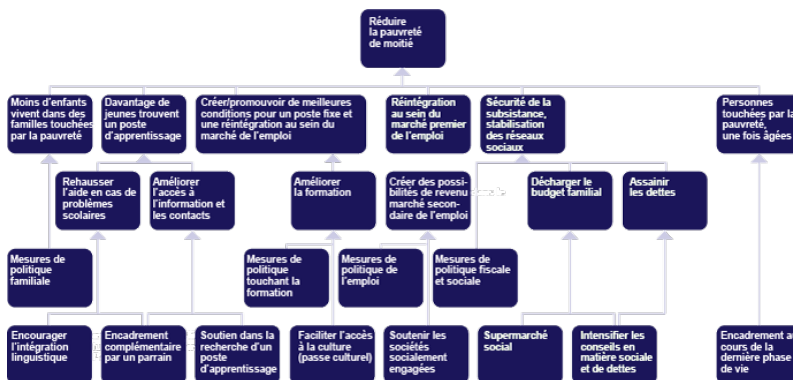 Réduire
la pauvreté
de moitié
Moins d'enfants
vivent dans des
familles touchées
par la pauvreté
Davantage de
jeunes trouvent
un poste
d'apprentissage
Créer/promouvoir de meilleures
conditions pour un poste fixe et
une réintégration au sein du
marché de l'emploi
Réintégration
au sein du
marché premier
de l'emploi
Sécurité de la
subsistance,
stabilisation
des réseaux
sociaux
Personnes
touchées par la
pauvreté,
une fois âgées
Rehausser
l'aide en cas de
problèmes
scolaires
Améliorer
l'accès à
l'information et
les contacts
Améliorer
la formation
Créer des possi-
bilités de revenu
marché secon-
daire de l'emploi
Décharger le
budget familial
Assainir
les dettes
Mesures de
politique
familiale
Mesures de
politique
touchant la
formation
Mesures de
politique de
l'emploi
Mesures de
politique fiscale
et sociale
Encourager
l'intégration
linguistique
Encadrement
complémentaire
par un parrain
Soutien dans la
recherche d'un
poste
d'apprentissage
Faciliter l'accès
à la culture
(passe culturel)
Soutenir les
sociétés
socialement
engagées
Supermarché
social
Intensifier les
conseils en
matière sociale
et de dettes
Encadrement au
cours de la
dernière phase
de vie